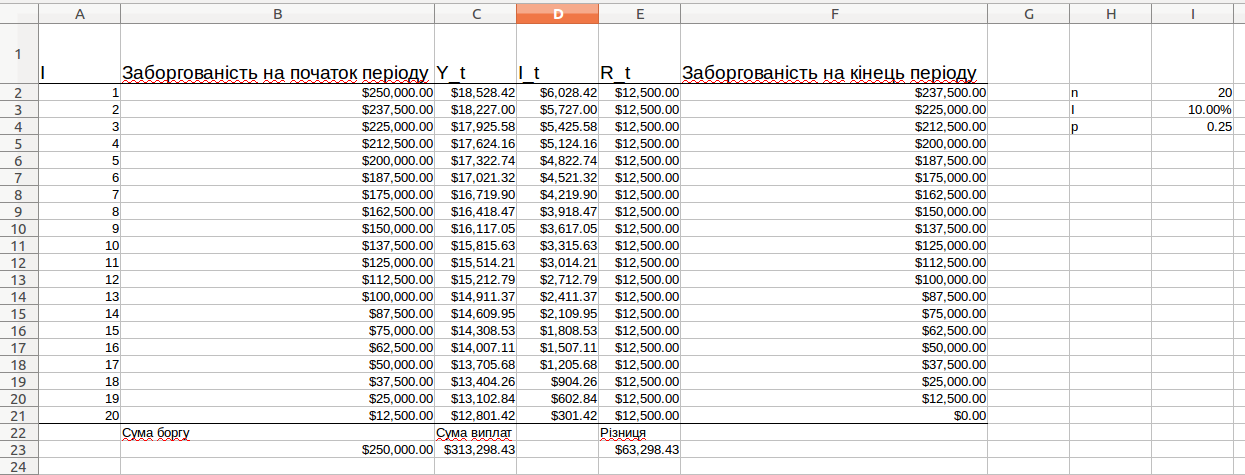 A B C D E F G H I
1 I Заборгованість на початок періоду Y_t I_t R_t Заборгованість на кінець періоду
2 1 $250,000.00 $18,528.42 $6,028.42 $12,500.00 $237,500.00 n 20
3 2 $237,500.00 $18,227.00 $5,727.00 $12,500.00 $225,000.00 I 10.00%
4 3 $225,000.00 $17,925.58 $5,425.58 $12,500.00 $212,500.00 p 0.25
5 4 $212,500.00 $17,624.16 $5,124.16 $12,500.00 $200,000.00
6 5 $200,000.00 $17,322.74 $4,822.74 $12,500.00 $187,500.00
7 6 $187,500.00 $17,021.32 $4,521.32 $12,500.00 $175,000.00
8 7 $175,000.00 $16,719.90 $4,219.90 $12,500.00 $162,500.00
9 8 $162,500.00 $16,418.47 $3,918.47 $12,500.00 $150,000.00
10 9 $150,000.00 $16,117.05 $3,617.05 $12,500.00 $137,500.00
11 10 $137,500.00 $15,815.63 $3,315.63 $12,500.00 $125,000.00
12 11 $125,000.00 $15,514.21 $3,014.21 $12,500.00 $112,500.00
13 12 $112,500.00 $15,212.79 $2,712.79 $12,500.00 $100,000.00
14 13 $100,000.00 $14,911.37 $2,411.37 $12,500.00 $87,500.00
15 14 $87,500.00 $14,609.95 $2,109.95 $12,500.00 $75,000.00
16 15 $75,000.00 $14,308.53 $1,808.53 $12,500.00 $62,500.00
17 16 $62,500.00 $14,007.11 $1,507.11 $12,500.00 $50,000.00
18 17 $50,000.00 $13,705.68 $1,205.68 $12,500.00 $37,500.00
19 18 $37,500.00 $13,404.26 $904.26 $12,500.00 $25,000.00
20 19 $25,000.00 $13,102.84 $602.84 $12,500.00 $12,500.00
21 20 $12,500.00 $12,801.42 $301.42 $12,500.00 $0.00
22 Сума боргу Сума виплат Різниця
23 $250,000.00 $313,298.43 $63,298.43
24